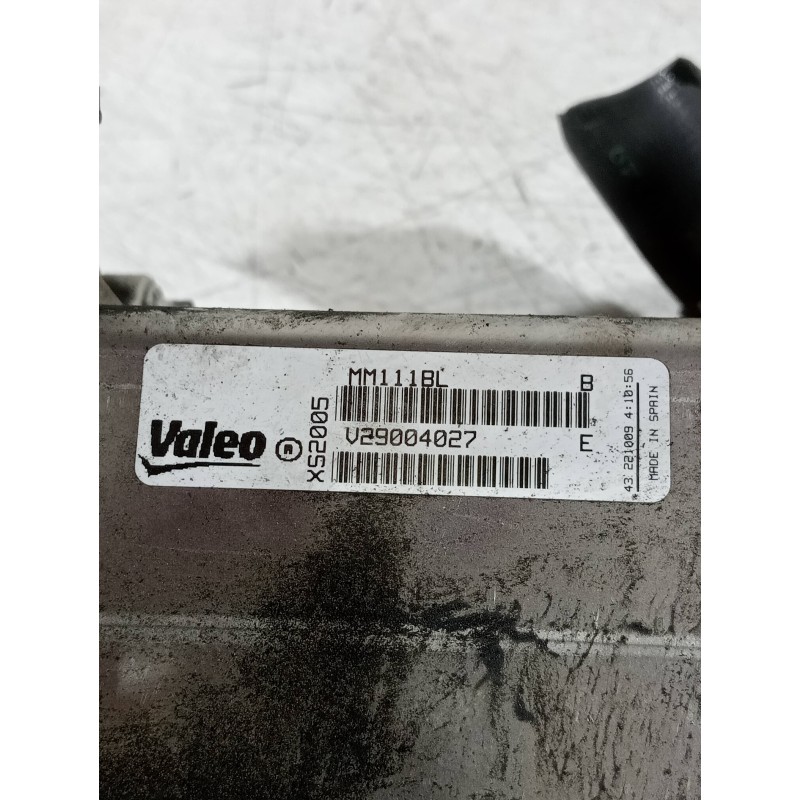 Valeo
R
XS2005
MM111BL
B
V29004027
E
43 221009 4:10:56
MADE IN SPAIN